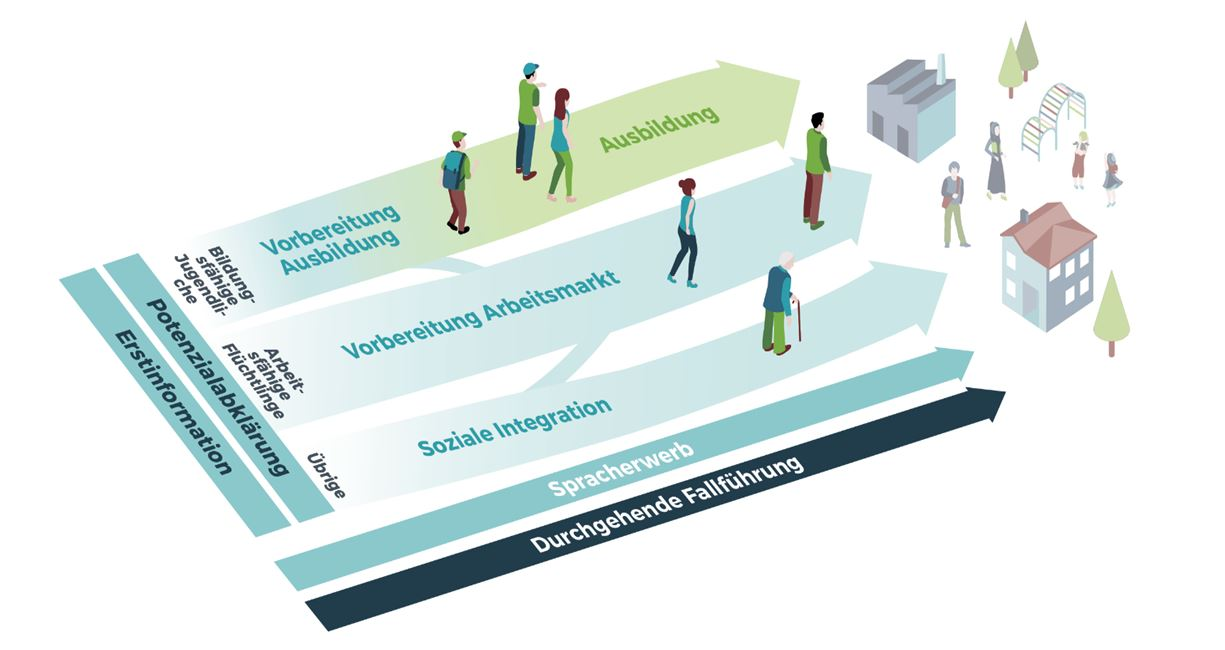 Erstinformation
Potenzialabklärung
Bildung-
sfähige
Jugendli-
che
Vorbereitung
Ausbildung
Ausbildung
Arbeit-
sfähige
Flüchtlinge
Vorbereitung Arbeitsmarkt
Übrige
Soziale Integration
Spracherwerb
Durchgehende Fallführung